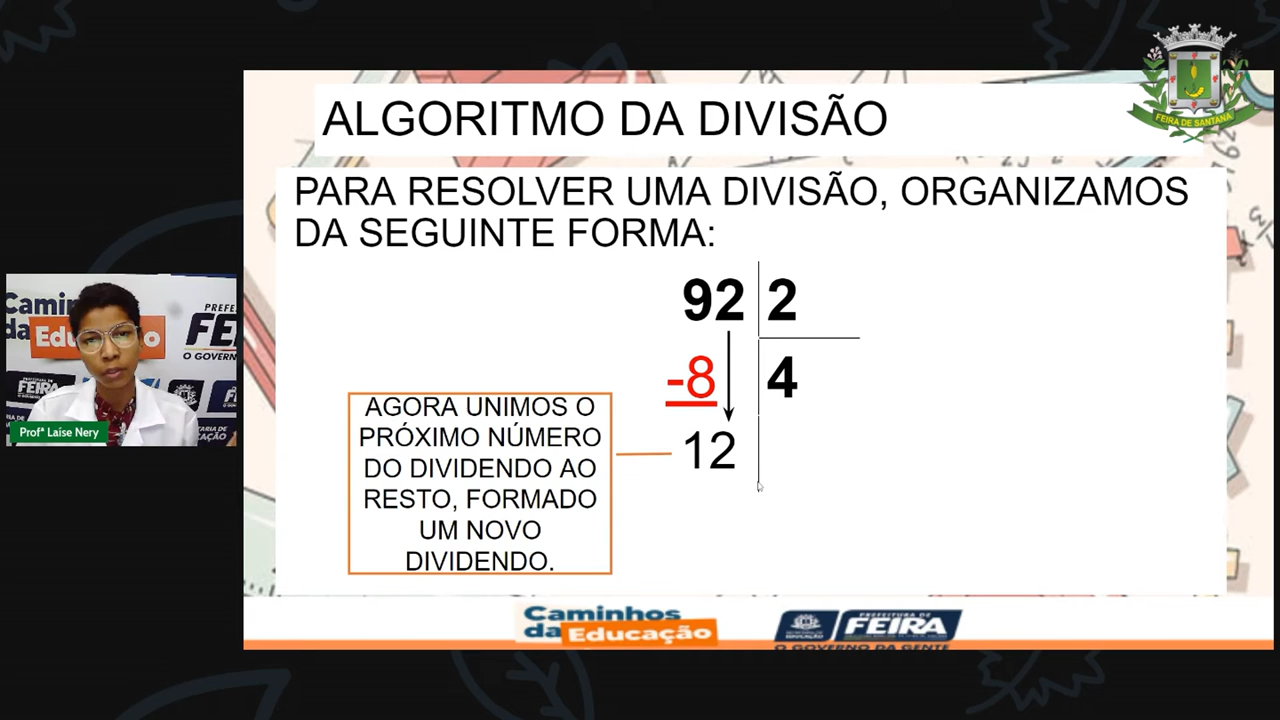 FEIRA DE SANTANA
ALGORITMO DA DIVISÃO
PARA RESOLVER UMA DIVISÃO, ORGANIZAMOS
DA SEGUINTE FORMA:
92 2
-8 4
12
AGORA UNIMOS O
PRÓXIMO NÚMERO
DO DIVIDENDO AO
RESTO, FORMADO
UM NOVO
DIVIDENDO.
Profª Laíse Nery
Caminhos
da Educação
PREFEITURA DE
FEIRA
O GOVERNO DA GENTE